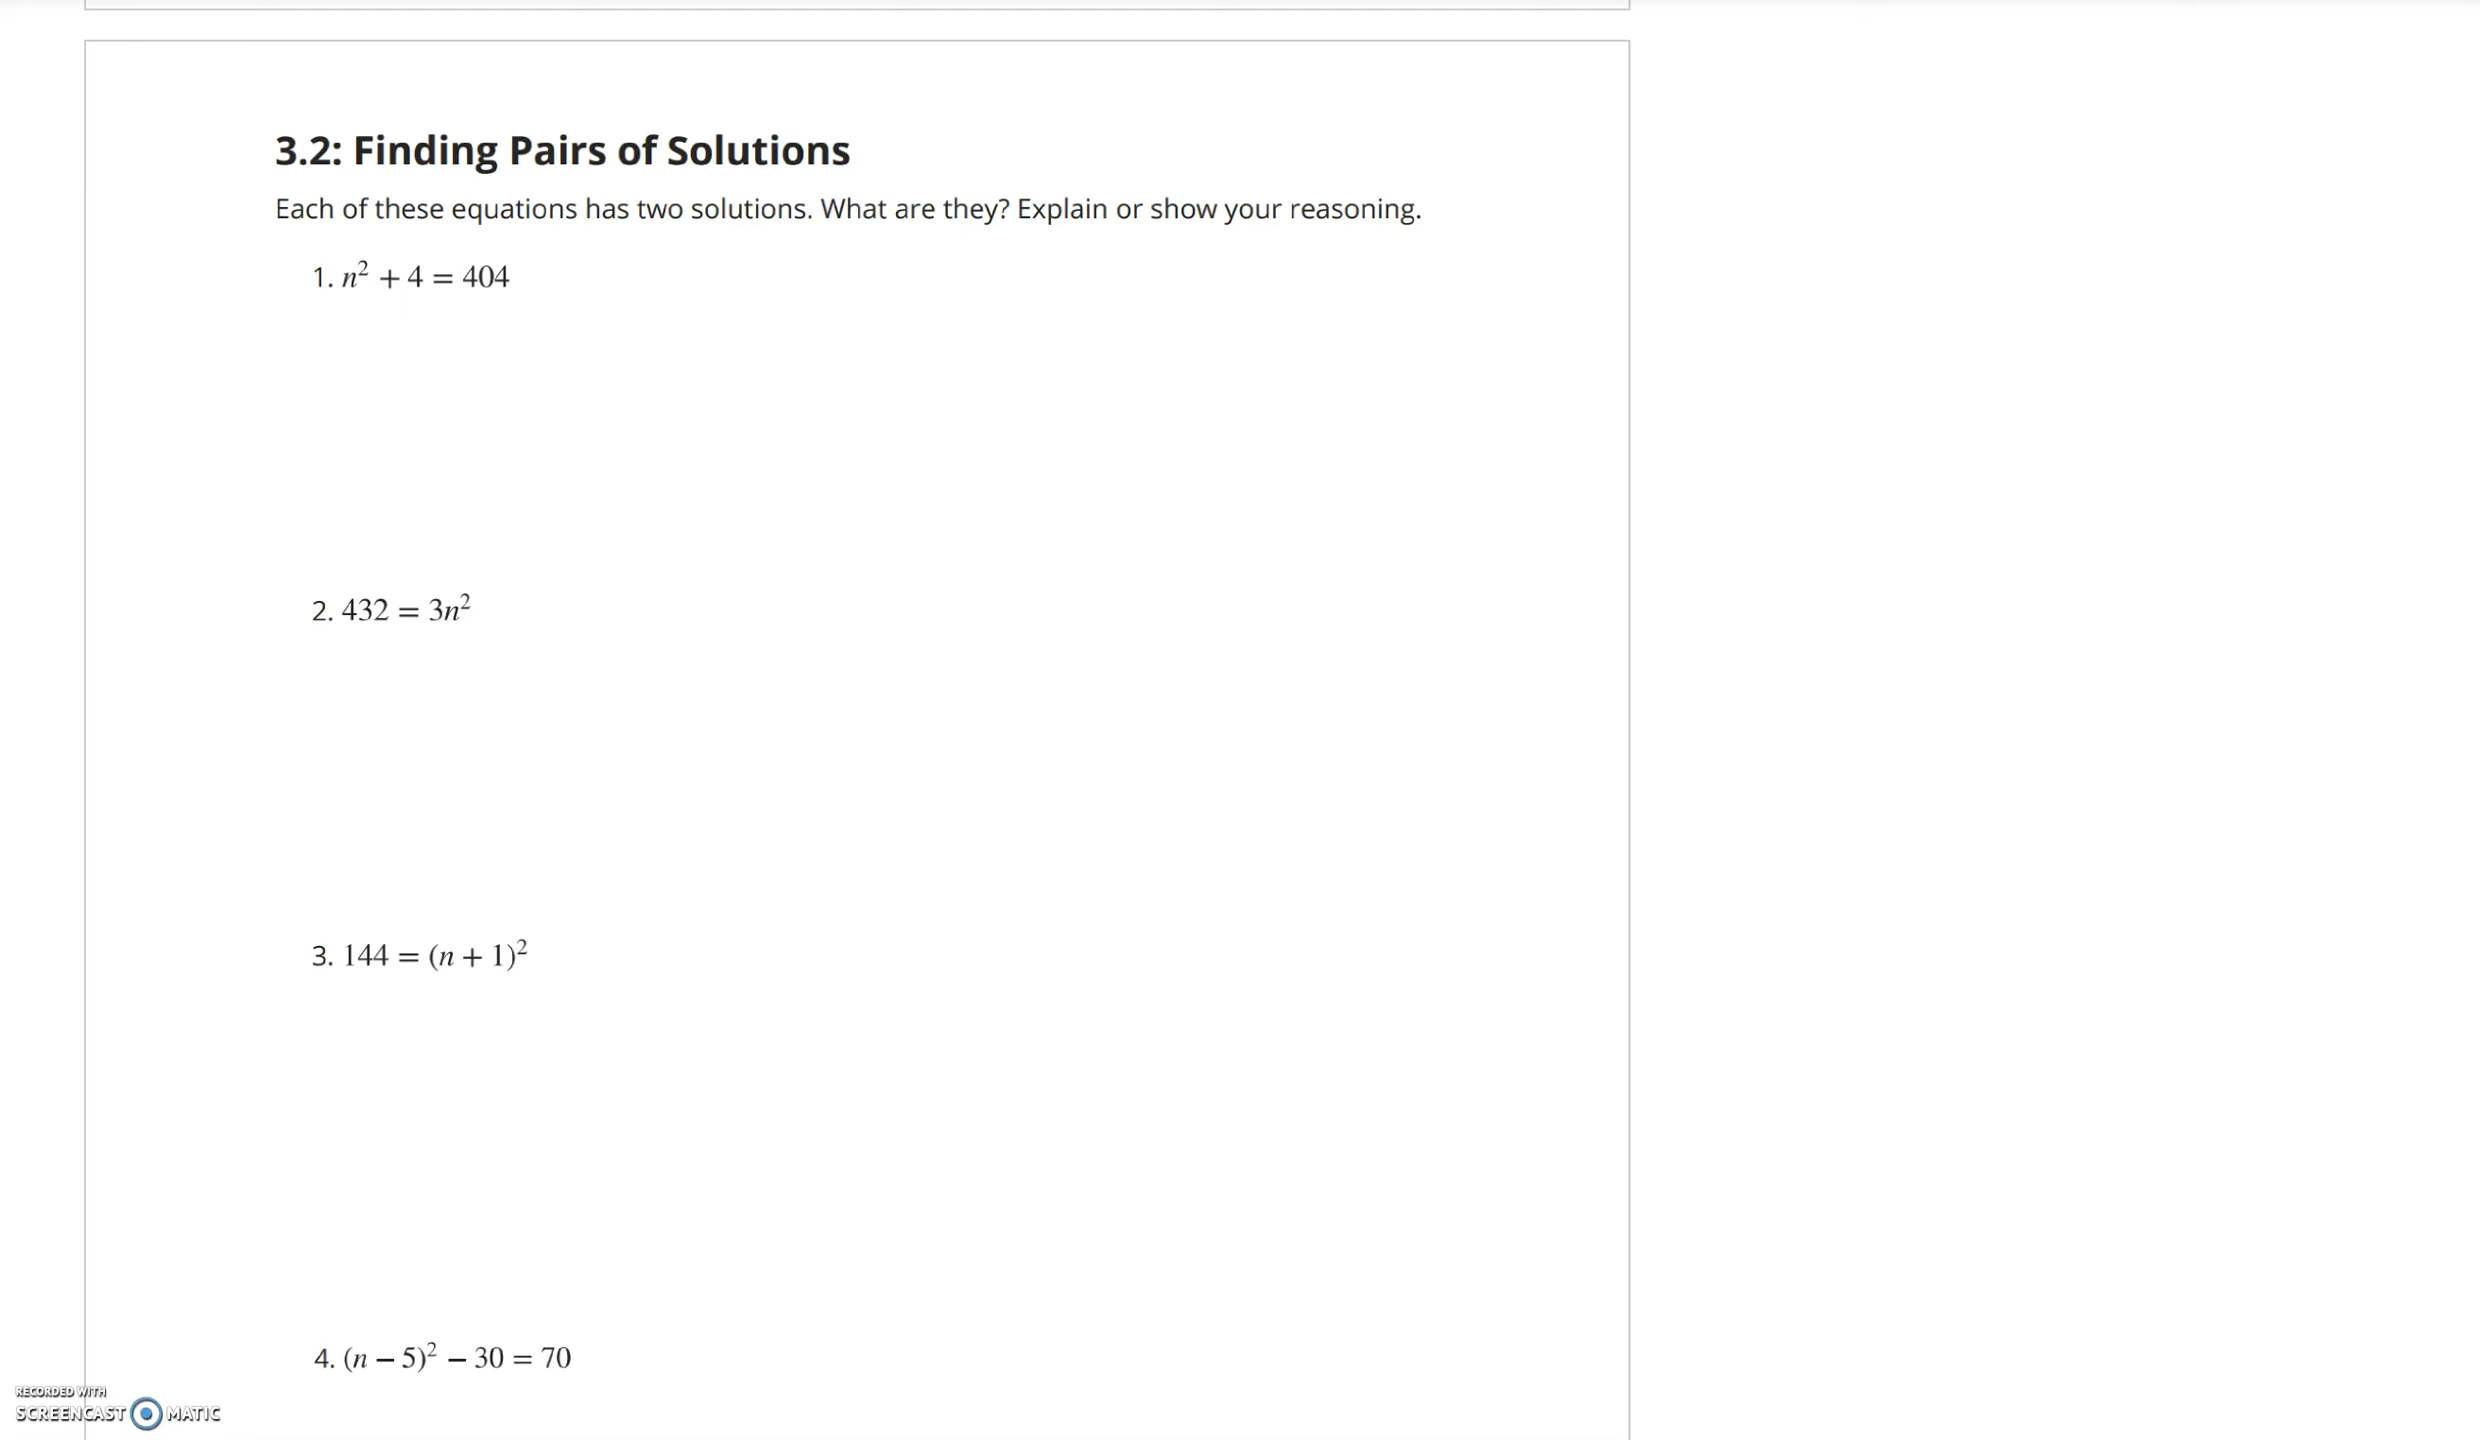 3.2: Finding Pairs of Solutions
Each of these equations has two solutions. What are they? Explain or show your reasoning.
1. n² + 4 = 404
2. 432 = 3n²
3. 144 = (n + 1)²
4. (n − 5)² − 30 = 70
RECORDED WITH
SCREENCAST MATIC